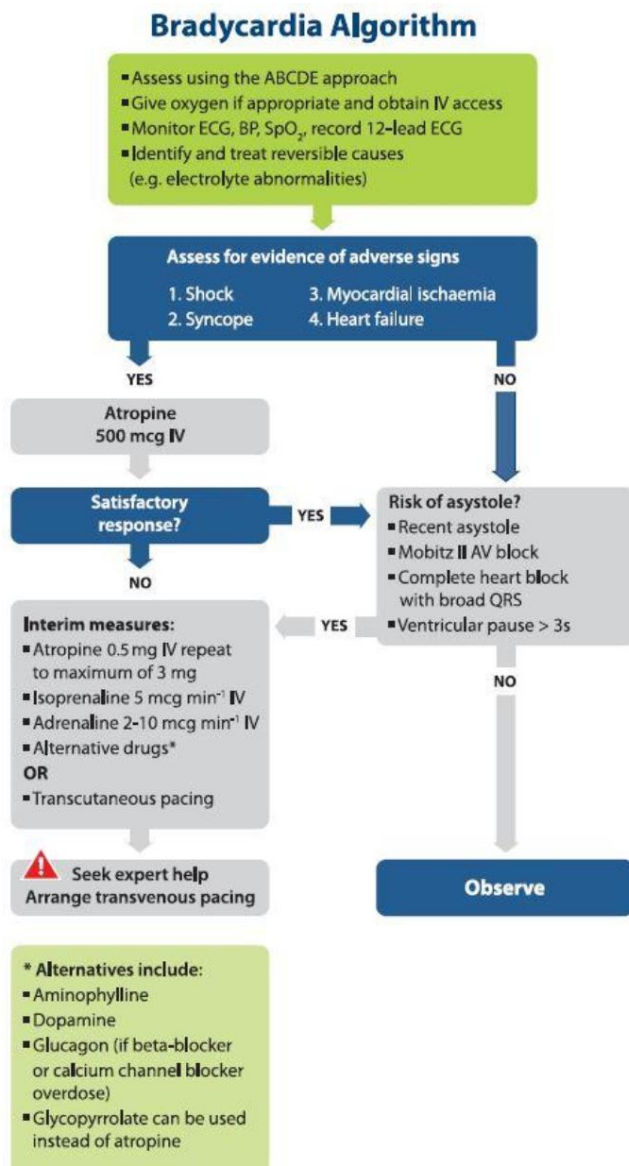 Bradycardia Algorithm
▪ Assess using the ABCDE approach
▪ Give oxygen if appropriate and obtain IV access
▪ Monitor ECG, BP, SpO₂, record 12-lead ECG
▪ Identify and treat reversible causes
(e.g. electrolyte abnormalities)
Assess for evidence of adverse signs
1. Shock
2. Syncope
3. Myocardial ischaemia
4. Heart failure
YES
NO
Atropine
500 mcg IV
Satisfactory
response?
YES
NO
Risk of asystole?
▪ Recent asystole
▪ Mobitz II AV block
▪ Complete heart block
with broad QRS
▪ Ventricular pause > 3s
YES
NO
Interim measures:
▪ Atropine 0.5 mg IV repeat
to maximum of 3 mg
▪ Isoprenaline 5 mcg min⁻¹ IV
▪ Adrenaline 2-10 mcg min⁻¹ IV
▪ Alternative drugs*
OR
▪ Transcutaneous pacing
!
Seek expert help
Arrange transvenous pacing
Observe
* Alternatives include:
▪ Aminophylline
▪ Dopamine
▪ Glucagon (if beta-blocker
or calcium channel blocker
overdose)
▪ Glycopyrrolate can be used
instead of atropine